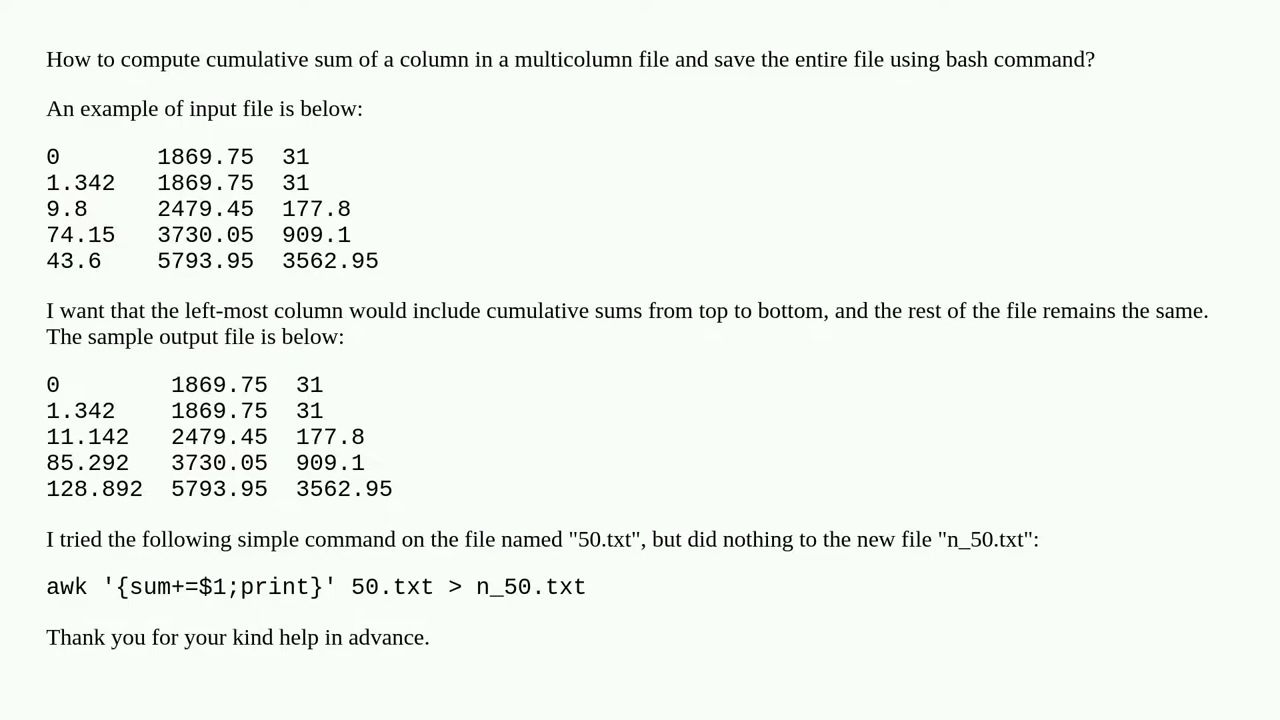 How to compute cumulative sum of a column in a multicolumn file and save the entire file using bash command?
An example of input file is below:
0       1869.75  31
1.342   1869.75  31
9.8     2479.45  177.8
74.15   3730.05  909.1
43.6    5793.95  3562.95
I want that the left-most column would include cumulative sums from top to bottom, and the rest of the file remains the same.
The sample output file is below:
0        1869.75  31
1.342    1869.75  31
11.142   2479.45  177.8
85.292   3730.05  909.1
128.892  5793.95  3562.95
I tried the following simple command on the file named "50.txt", but did nothing to the new file "n_50.txt":
awk '{sum+=$1;print}' 50.txt > n_50.txt
Thank you for your kind help in advance.